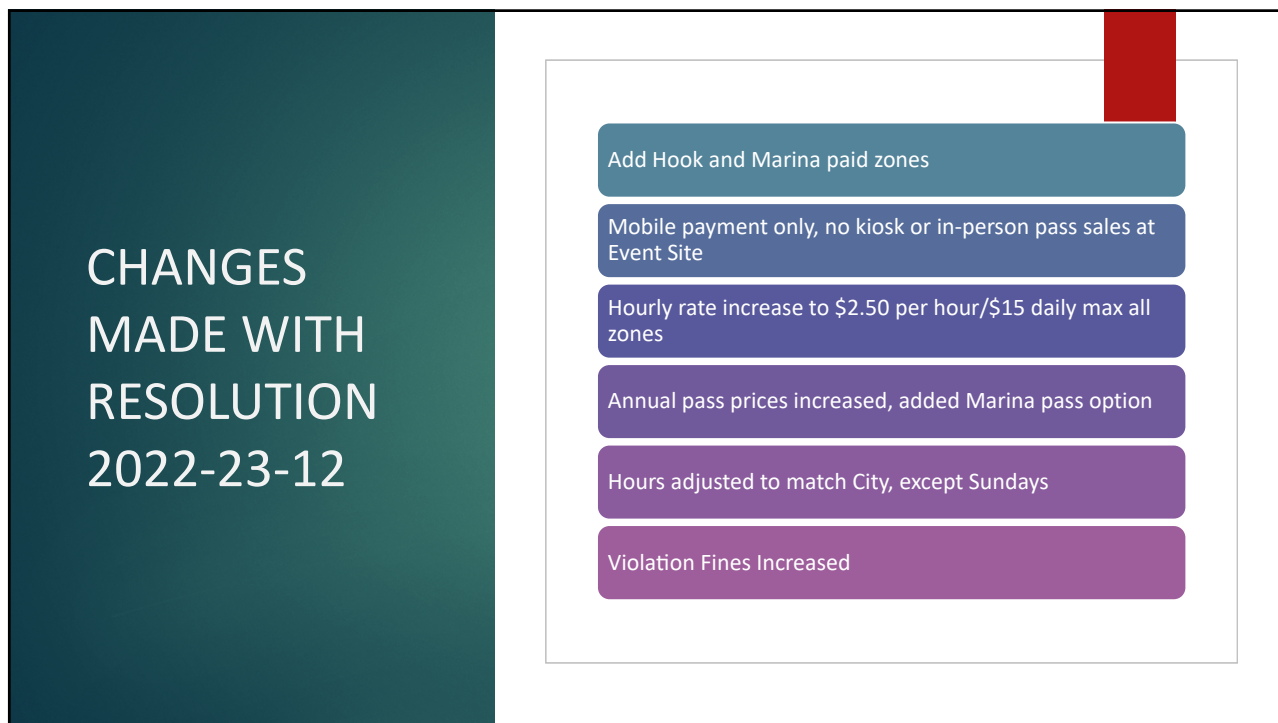 CHANGES
MADE WITH
RESOLUTION
2022-23-12
Add Hook and Marina paid zones
Mobile payment only, no kiosk or in-person pass sales at
Event Site
Hourly rate increase to $2.50 per hour/$15 daily max all
zones
Annual pass prices increased, added Marina pass option
Hours adjusted to match City, except Sundays
Violation Fines Increased